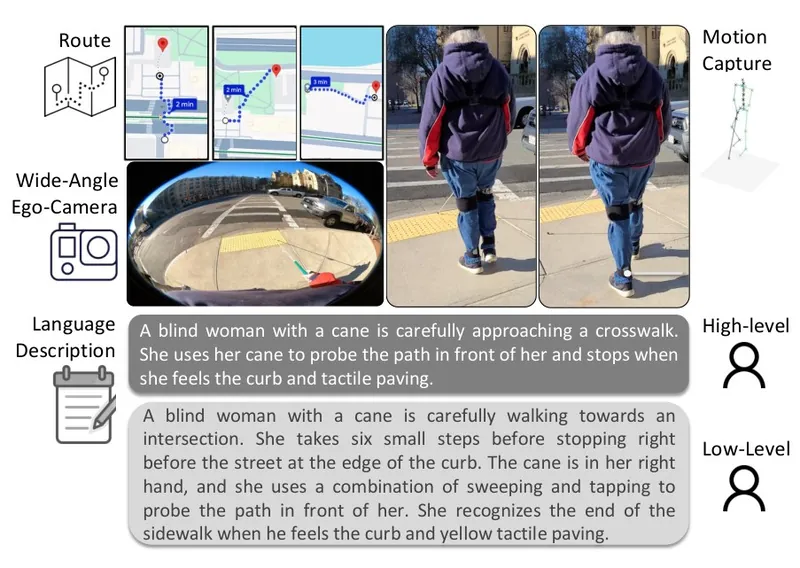 Route
2 min
2 min
3 min
Motion
Capture
Wide-Angle
Ego-Camera
Language
Description
A blind woman with a cane is carefully approaching a crosswalk.
She uses her cane to probe the path in front of her and stops when
she feels the curb and tactile paving.
High-level
A blind woman with a cane is carefully walking towards an
intersection. She takes six small steps before stopping right
before the street at the edge of the curb. The cane is in her right
hand, and she uses a combination of sweeping and tapping to
probe the path in front of her. She recognizes the end of the
sidewalk when he feels the curb and yellow tactile paving.
Low-Level